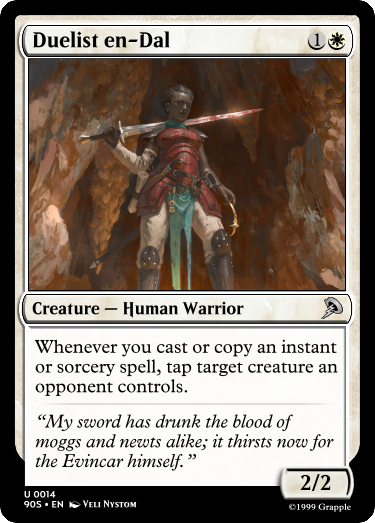 Duelist en-Dal 1
Creature — Human Warrior
Whenever you cast or copy an instant
or sorcery spell, tap target creature an
opponent controls.
“My sword has drunk the blood of
moggs and newts alike; it thirsts now for
the Evincar himself.”
2/2
U 0014
90S • EN Veli Nystom
©1999 Grapple